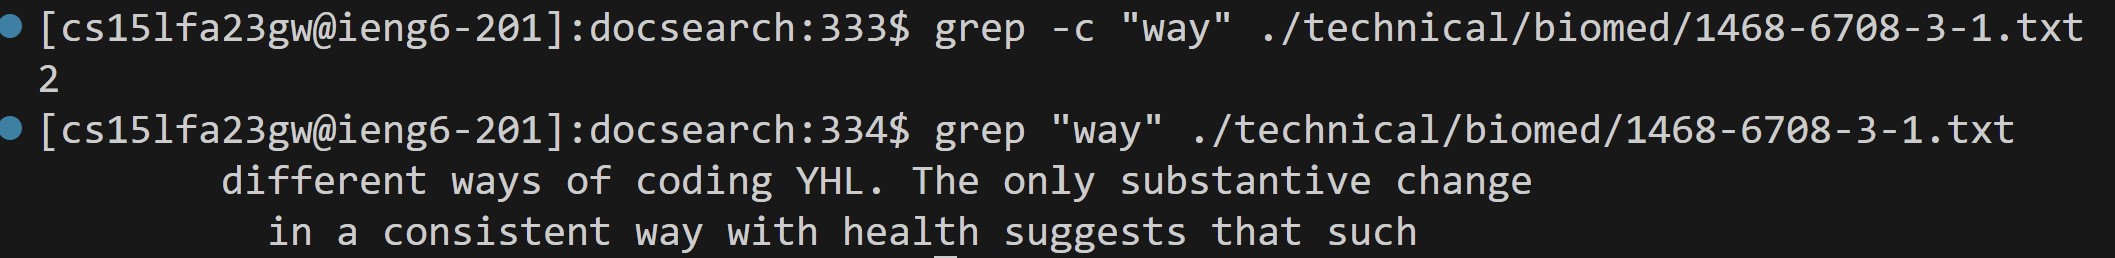 [cs15lfa23gw@ieng6-201]:docsearch:333$ grep -c "way" ./technical/biomed/1468-6708-3-1.txt
2
[cs15lfa23gw@ieng6-201]:docsearch:334$ grep "way" ./technical/biomed/1468-6708-3-1.txt
different ways of coding YHL. The only substantive change
in a consistent way with health suggests that such